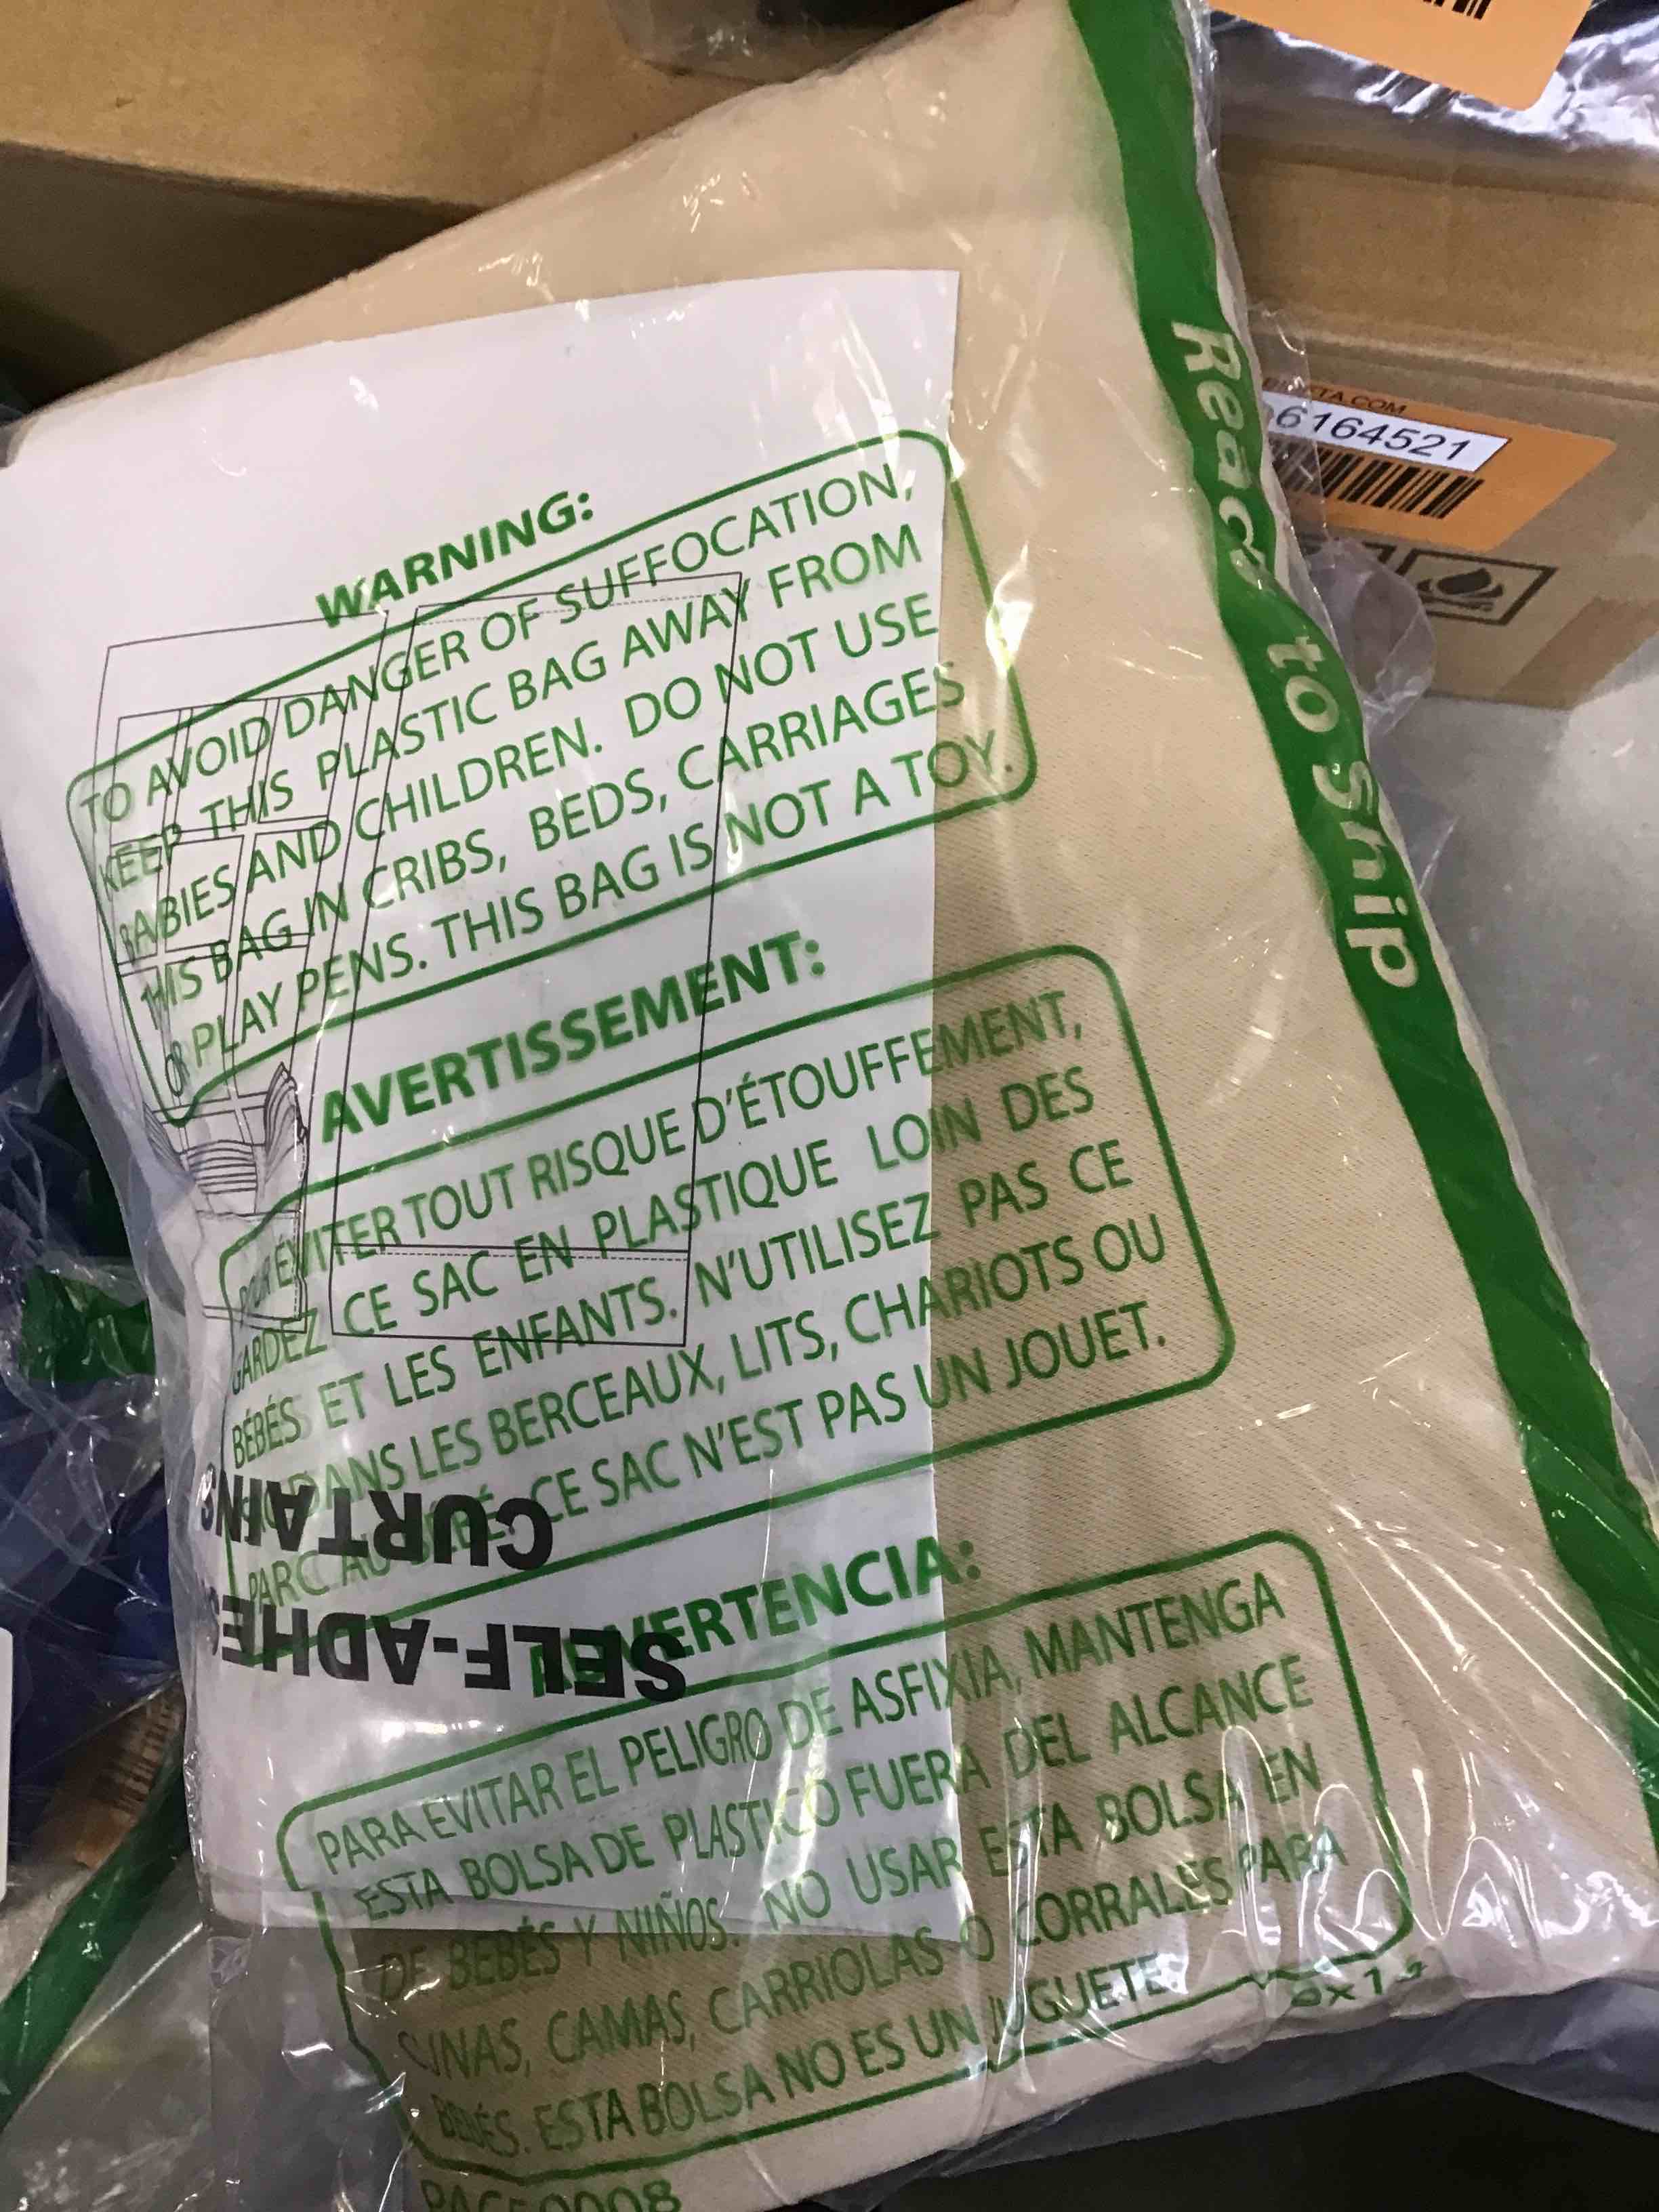 WARNING:
TO AVOID DANGER OF SUFFOCATION,
KEEP THIS PLASTIC BAG AWAY FROM
BABIES AND CHILDREN. DO NOT USE
THIS BAG IN CRIBS, BEDS, CARRIAGES
OR PLAY PENS. THIS BAG IS NOT A TOY.
AVERTISSEMENT:
POUR ÉVITER TOUT RISQUE D'ÉTOUFFEMENT,
GARDEZ CE SAC EN PLASTIQUE LOIN DES
BÉBÉS ET LES ENFANTS. N'UTILISEZ PAS CE
DANS LES BERCEAUX, LITS, CHARIOTS OU
PARC AU BÉBÉ. CE SAC N'EST PAS UN JOUET.
ADVERTENCIA:
PARA EVITAR EL PELIGRO DE ASFIXIA, MANTENGA
ESTA BOLSA DE PLASTICO FUERA DEL ALCANCE
DE BEBÉS Y NIÑOS. NO USAR ESTA BOLSA EN
CUNAS, CAMAS, CARRIOLAS O CORRALES PARA
BEBÉS. ESTA BOLSA NO ES UN JUGUETE.
SELF-ADHES
CURTAINS
Ready to Ship
6164521